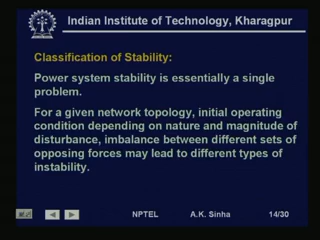 Indian Institute of Technology, Kharagpur
Classification of Stability:
Power system stability is essentially a single
problem.
For a given network topology, initial operating
condition depending on nature and magnitude of
disturbance, imbalance between different sets of
opposing forces may lead to different types of
instability.
NPTEL A.K. Sinha 14/30